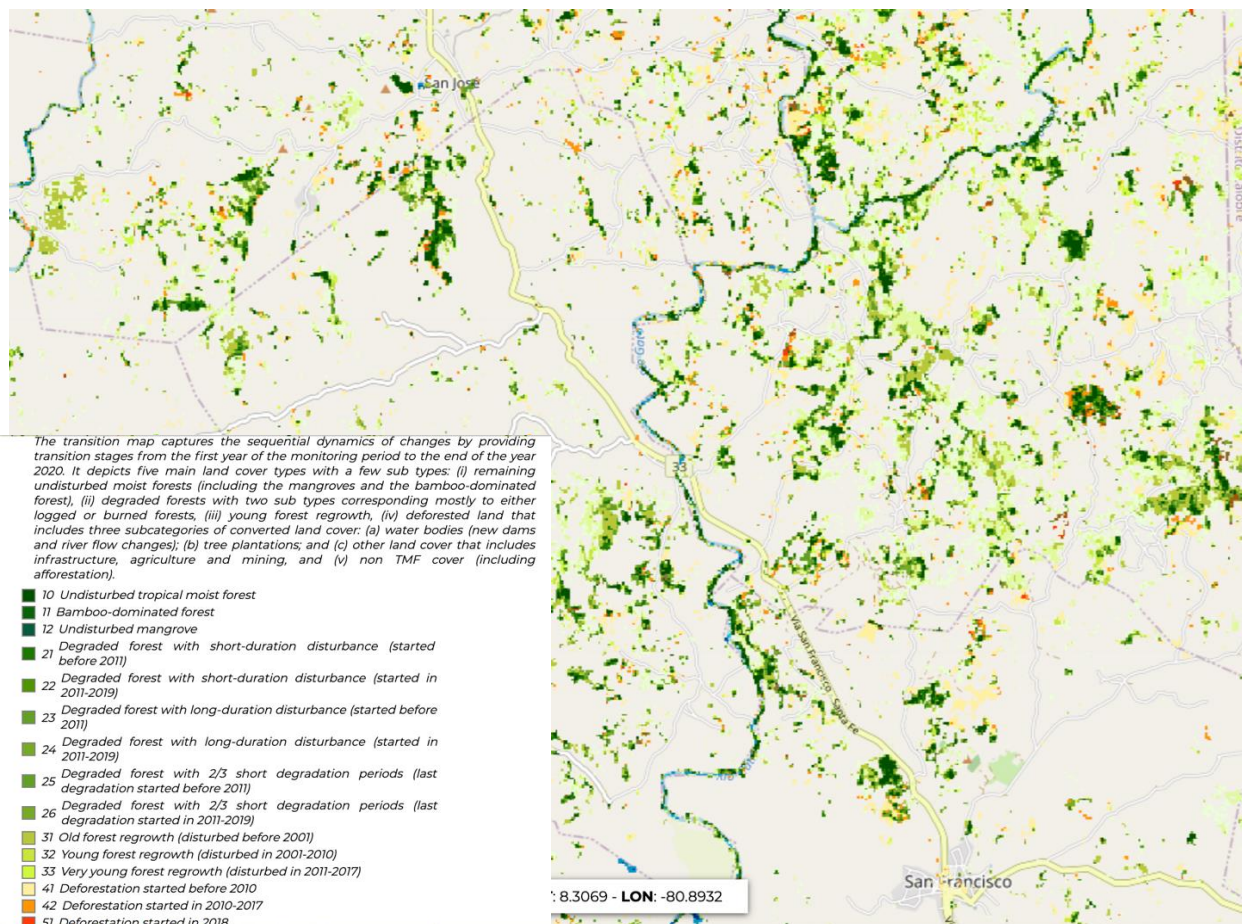 San José
Gató
33
Vía San Francisco - Santa Fe
San Francisco
The transition map captures the sequential dynamics of changes by providing
transition stages from the first year of the monitoring period to the end of the year
2020. It depicts five main land cover types with a few sub types: (i) remaining
undisturbed moist forests (including the mangroves and the bamboo-dominated
forest), (ii) degraded forests with two sub types corresponding mostly to either
logged or burned forests, (iii) young forest regrowth, (iv) deforested land that
includes three subcategories of converted land cover: (a) water bodies (new dams
and river flow changes); (b) tree plantations; and (c) other land cover that includes
infrastructure, agriculture and mining, and (v) non TMF cover (including
afforestation).
10 Undisturbed tropical moist forest
11 Bamboo-dominated forest
12 Undisturbed mangrove
21 Degraded forest with short-duration disturbance (started
before 2011)
22 Degraded forest with short-duration disturbance (started in
2011-2019)
23 Degraded forest with long-duration disturbance (started before
2011)
24 Degraded forest with long-duration disturbance (started in
2011-2019)
25 Degraded forest with 2/3 short degradation periods (last
degradation started before 2011)
26 Degraded forest with 2/3 short degradation periods (last
degradation started in 2011-2019)
31 Old forest regrowth (disturbed before 2001)
32 Young forest regrowth (disturbed in 2001-2010)
33 Very young forest regrowth (disturbed in 2011-2017)
41 Deforestation started before 2010
42 Deforestation started in 2010-2017
51 Deforestation started in 2018
: 8.3069 - LON: -80.8932